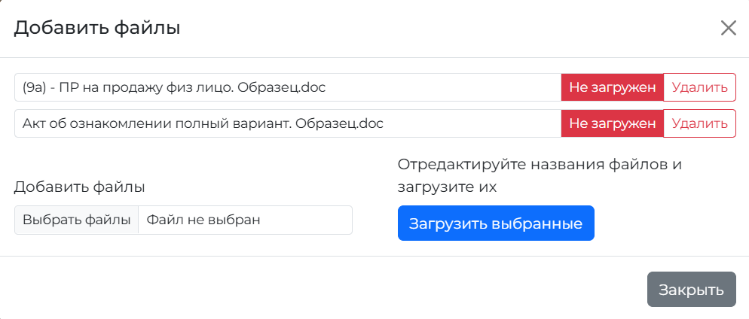 Добавить файлы
(9а) - ПР на продажу физ лицо. Образец.doc Не загружен Удалить
Акт об ознакомлении полный вариант. Образец.doc Не загружен Удалить
Добавить файлы
Выбрать файлы Файл не выбран
Отредактируйте названия файлов и
загрузите их
Загрузить выбранные
Закрыть